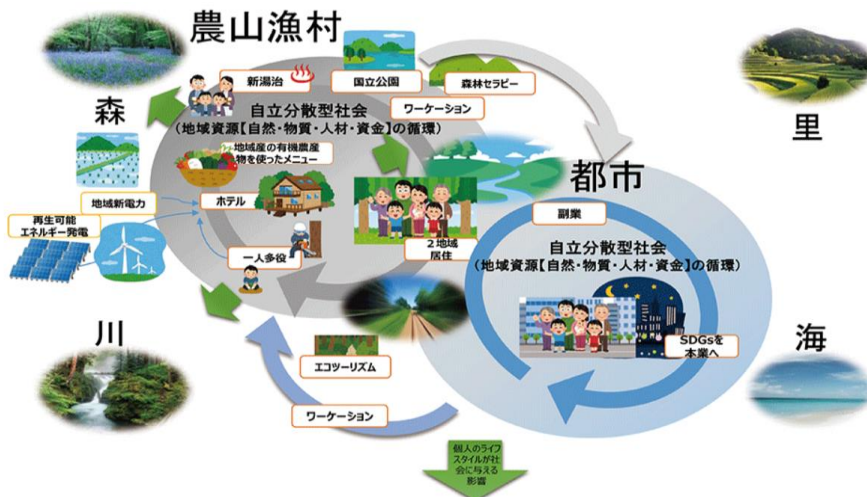 農山漁村
新湯治
国立公園
森林セラピー
ワーケーション
森
里
自立分散型社会
(地域資源【自然・物質・人材・資金】の循環)
地域産の有機農産
物を使ったメニュー
都市
地域新電力
ホテル
副業
再生可能
エネルギー発電
2地域
居住
自立分散型社会
(地域資源【自然・物質・人材・資金】の循環)
一人多役
川
海
SDGsを
本業へ
エコツーリズム
ワーケーション
個人のライフ
スタイルが社
会に与える
影響